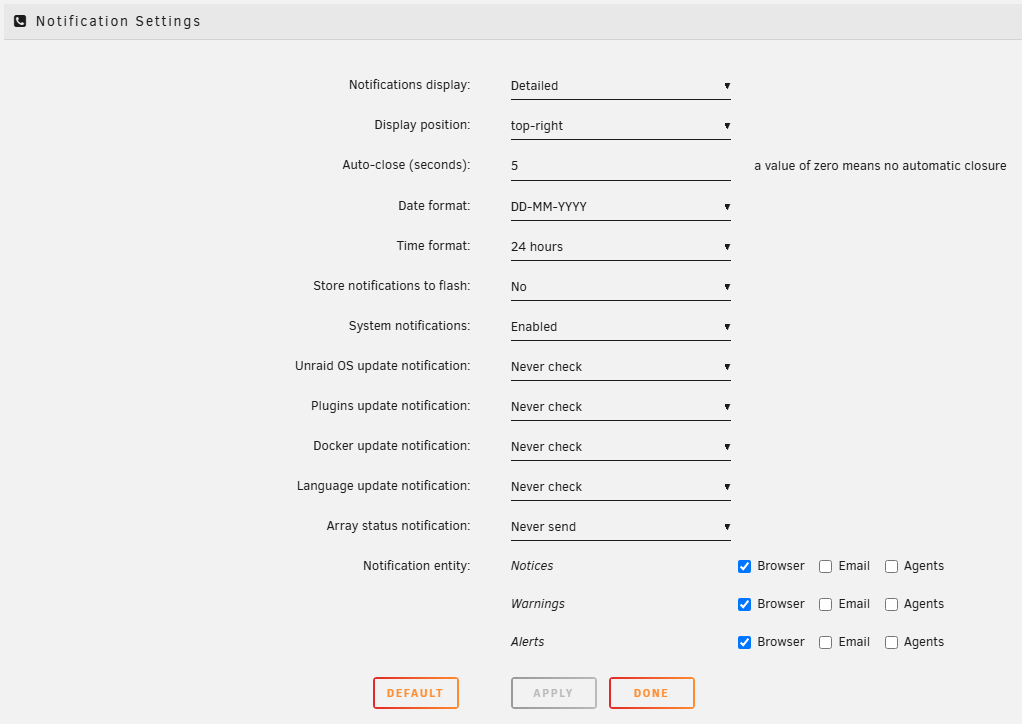 Notification Settings
Notifications display: Detailed
Display position: top-right
Auto-close (seconds): 5 a value of zero means no automatic closure
Date format: DD-MM-YYYY
Time format: 24 hours
Store notifications to flash: No
System notifications: Enabled
Unraid OS update notification: Never check
Plugins update notification: Never check
Docker update notification: Never check
Language update notification: Never check
Array status notification: Never send
Notification entity: Notices Browser Email Agents
Warnings Browser Email Agents
Alerts Browser Email Agents
DEFAULT APPLY DONE